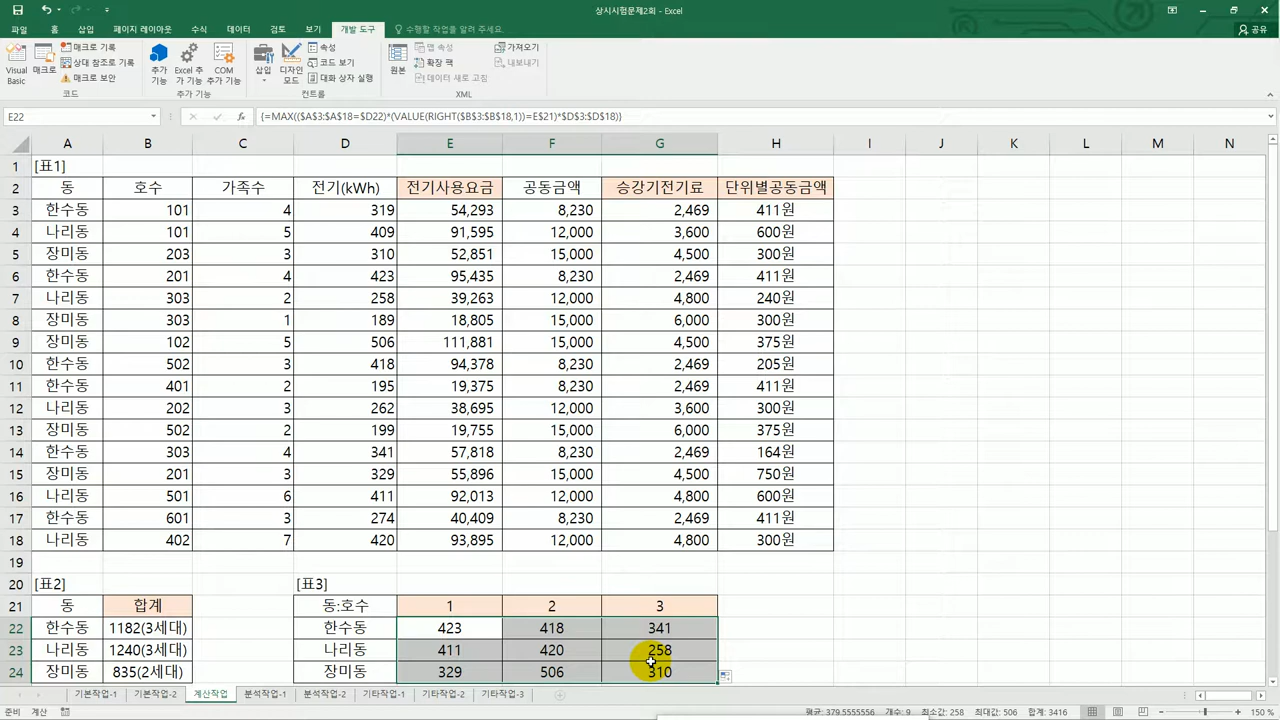 상시시험문제2회 - Excel
파일 홈 삽입 페이지 레이아웃 수식 데이터 검토 보기 개발 도구 수행할 작업을 알려 주세요. 공유
Visual Basic 매크로 매크로 기록 상대 참조로 기록 매크로 보안 추가 기능 Excel 추가 기능 COM 추가 기능 삽입 디자인 모드 속성 코드 보기 대화 상자 실행 원본 맵 속성 확장 팩 데이터 새로 고침 가져오기 내보내기
코드 추가 기능 컨트롤 XML
E22 fx {=MAX(($A$3:$A$18=$D22)*(VALUE(RIGHT($B$3:$B$18,1))=E$21)*$D$3:$D$18)}
A B C D E F G H I J K L M N
1 [표1]
2 동 호수 가족수 전기(kWh) 전기사용요금 공동금액 승강기전기료 단위별공동금액
3 한수동 101 4 319 54,293 8,230 2,469 411원
4 나리동 101 5 409 91,595 12,000 3,600 600원
5 장미동 203 3 310 52,851 15,000 4,500 300원
6 한수동 201 4 423 95,435 8,230 2,469 411원
7 나리동 303 2 258 39,263 12,000 4,800 240원
8 장미동 303 1 189 18,805 15,000 6,000 300원
9 장미동 102 5 506 111,881 15,000 4,500 375원
10 한수동 502 3 418 94,378 8,230 2,469 205원
11 한수동 401 2 195 19,375 8,230 2,469 411원
12 나리동 202 3 262 38,695 12,000 3,600 300원
13 장미동 502 2 199 19,755 15,000 6,000 375원
14 한수동 303 4 341 57,818 8,230 2,469 164원
15 장미동 201 3 329 55,896 15,000 4,500 750원
16 나리동 501 6 411 92,013 12,000 4,800 600원
17 한수동 601 3 274 40,409 8,230 2,469 411원
18 나리동 402 7 420 93,895 12,000 4,800 300원
19
20 [표2] [표3]
21 동 합계 동:호수 1 2 3
22 한수동 1182(3세대) 한수동 423 418 341
23 나리동 1240(3세대) 나리동 411 420 258
24 장미동 835(2세대) 장미동 329 506 310
기본작업-1 기본작업-2 계산작업 분석작업-1 분석작업-2 기타작업-1 기타작업-2 기타작업-3
준비 계산 평균: 379.5555556 개수: 9 최소값: 258 최대값: 506 합계: 3416 150 %